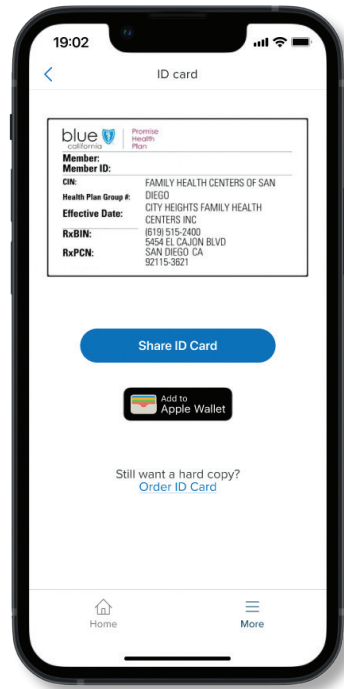 19:02
ID card
blue
california
Promise
Health
Plan
Member:
Member ID:
CIN:
Health Plan Group #:
Effective Date:
RxBIN:
RxPCN:
FAMILY HEALTH CENTERS OF SAN
DIEGO
CITY HEIGHTS FAMILY HEALTH
CENTERS INC
(619) 515-2400
5454 EL CAJON BLVD
SAN DIEGO CA
92115-3621
Share ID Card
Add to
Apple Wallet
Still want a hard copy?
Order ID Card
Home
More